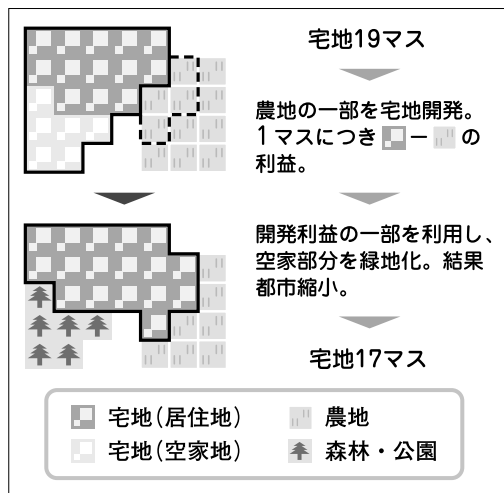 宅地19マス
農地の一部を宅地開発。
1マスにつき － の
利益。
開発利益の一部を利用し、
空家部分を緑地化。結果
都市縮小。
宅地17マス
宅地(居住地)
農地
宅地(空家地)
森林・公園